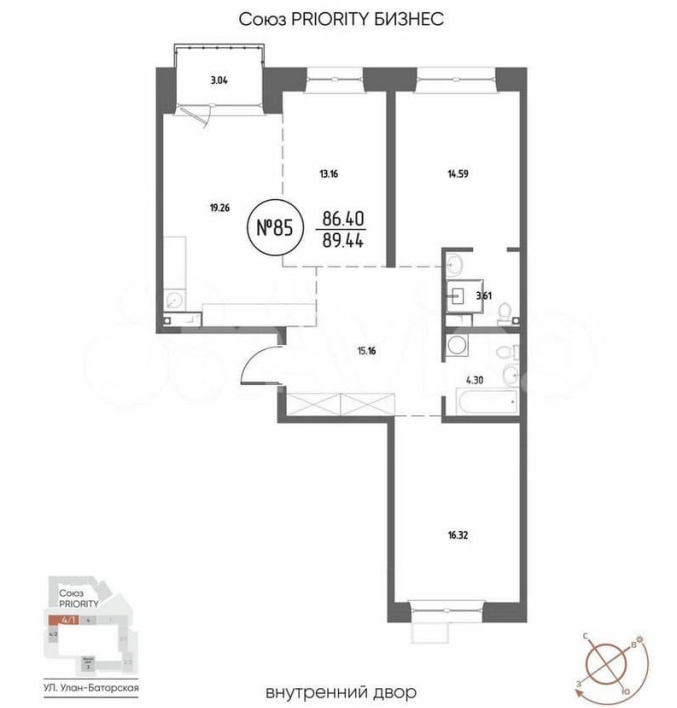 Союз PRIORITY БИЗНЕС
3.04
13.16
14.59
19.26
№85
86.40
89.44
3.61
15.16
4.30
16.32
Союз
PRIORITY
4/1
4
УЛ. Улан-Баторская
внутренний двор
С
В
З
Ю